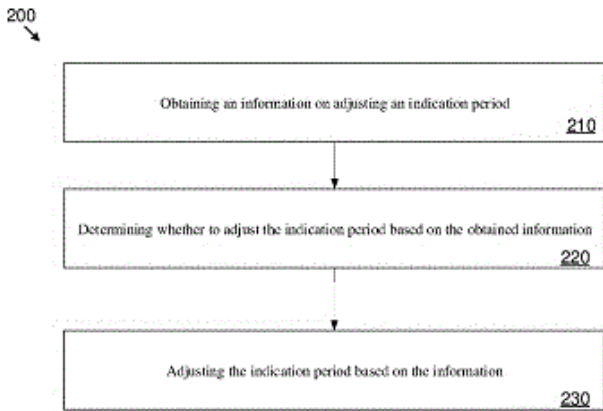 200
Obtaining an information on adjusting an indication period
210
Determining whether to adjust the indication period based on the obtained information
220
Adjusting the indication period based on the information
230